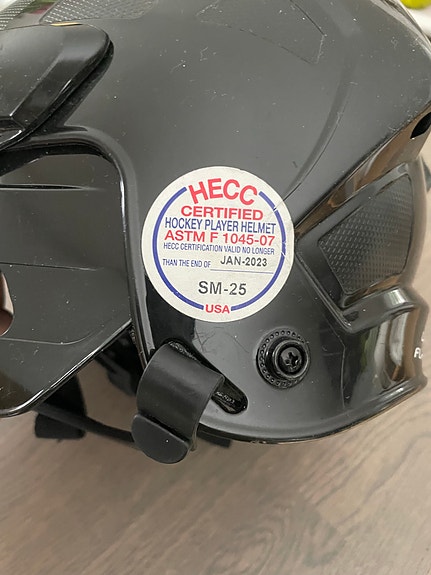 HECC
CERTIFIED
HOCKEY PLAYER HELMET
ASTM F 1045-07
HECC CERTIFICATION VALID NO LONGER
THAN THE END OF JAN-2023
SM-25
USA